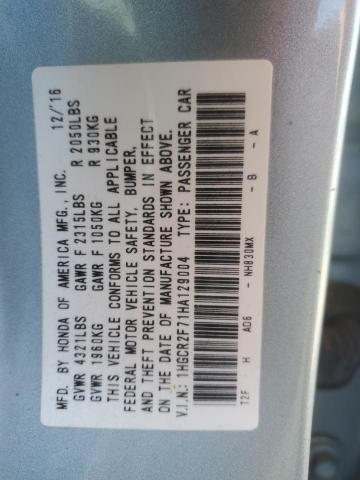 MFD. BY HONDA OF AMERICA MFG., INC. 12/'16
GVWR 4321LBS GAWR F 2315LBS R 2050LBS
GVWR 1960KG GAWR F 1050KG R 930KG
THIS VEHICLE CONFORMS TO ALL APPLICABLE
FEDERAL MOTOR VEHICLE SAFETY, BUMPER,
AND THEFT PREVENTION STANDARDS IN EFFECT
ON THE DATE OF MANUFACTURE SHOWN ABOVE.
V.I.N.: 1HGCR2F71HA129004 TYPE: PASSENGER CAR
T2F H A06 - NH830MX - B - A